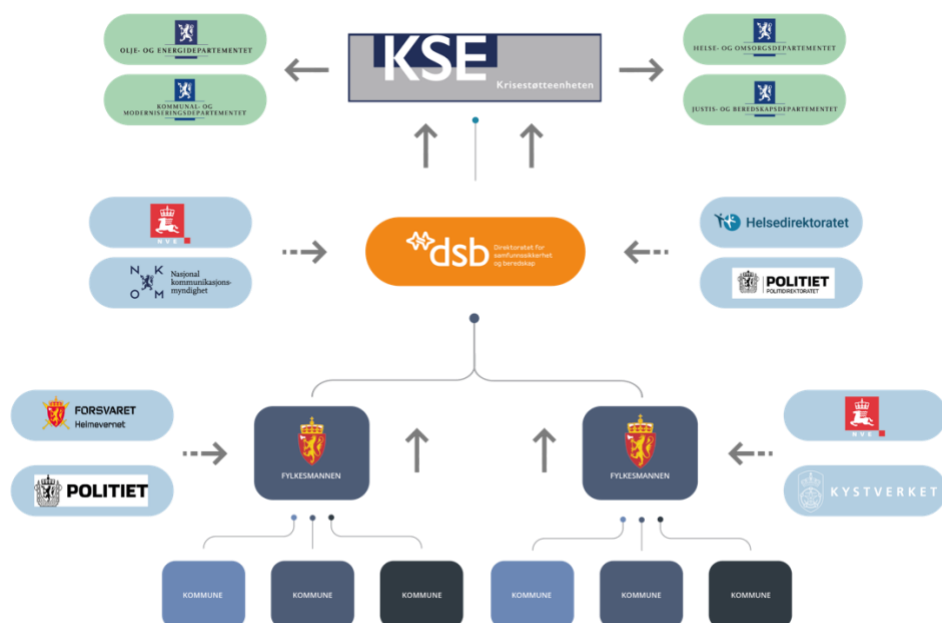 OLJE- OG ENERGIDEPARTEMENTET
KOMMUNAL- OG
MODERNISERINGSDEPARTEMENTET
KSE
Krisestøtteenheten
HELSE- OG OMSORGSDEPARTEMENTET
JUSTIS- OG BEREDSKAPSDEPARTEMENTET
NVE
NKOM
Nasjonal
kommunikasjons-
myndighet
dsb
Direktoratet for
samfunnssikkerhet
og beredskap
Helsedirektoratet
POLITIET
POLITIDIREKTORATET
FORSVARET
Heimevernet
POLITIET
FYLKESMANNEN
FYLKESMANNEN
NVE
KYSTVERKET
KOMMUNE
KOMMUNE
KOMMUNE
KOMMUNE
KOMMUNE
KOMMUNE